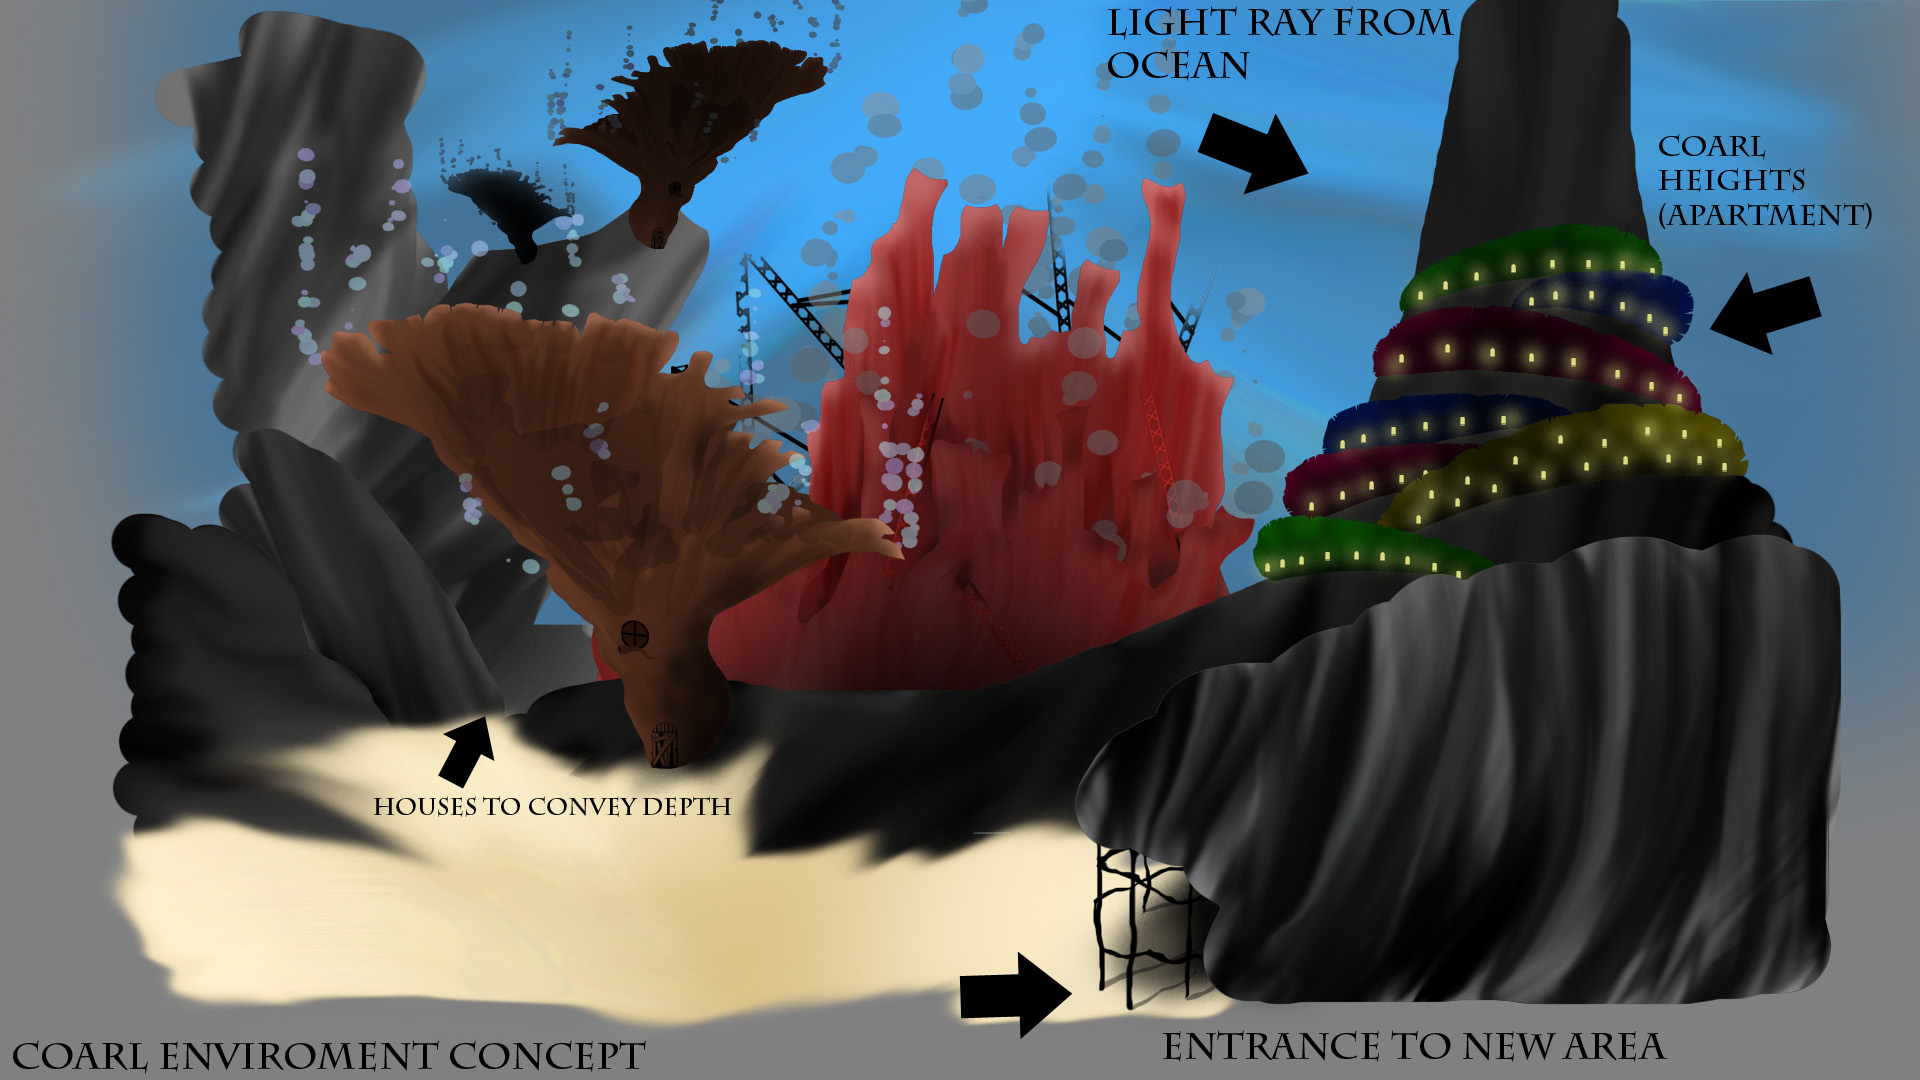 LIGHT RAY FROM
OCEAN
COARL
HEIGHTS
(APARTMENT)
HOUSES TO CONVEY DEPTH
COARL ENVIROMENT CONCEPT
ENTRANCE TO NEW AREA